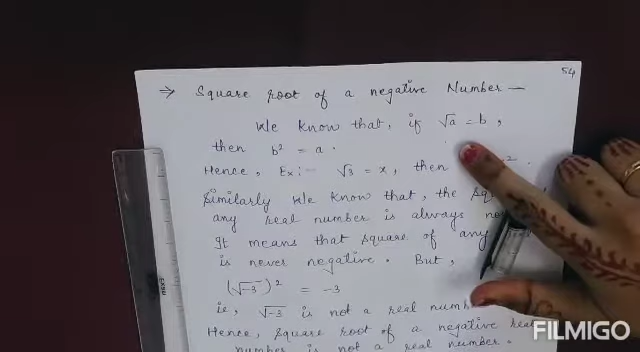 54
→ Square root of a negative Number —
We know that, if √a = b,
then b² = a.
Hence, Ex:- √3 = x, then 2.
Similarly We know that, the
any real number is always
It means that square of any
is never negative. But,
(√-3)² = -3
ie, √-3 is not a real
Hence, square root of a negative
number is not a real number.
EXSU
FILMIGO